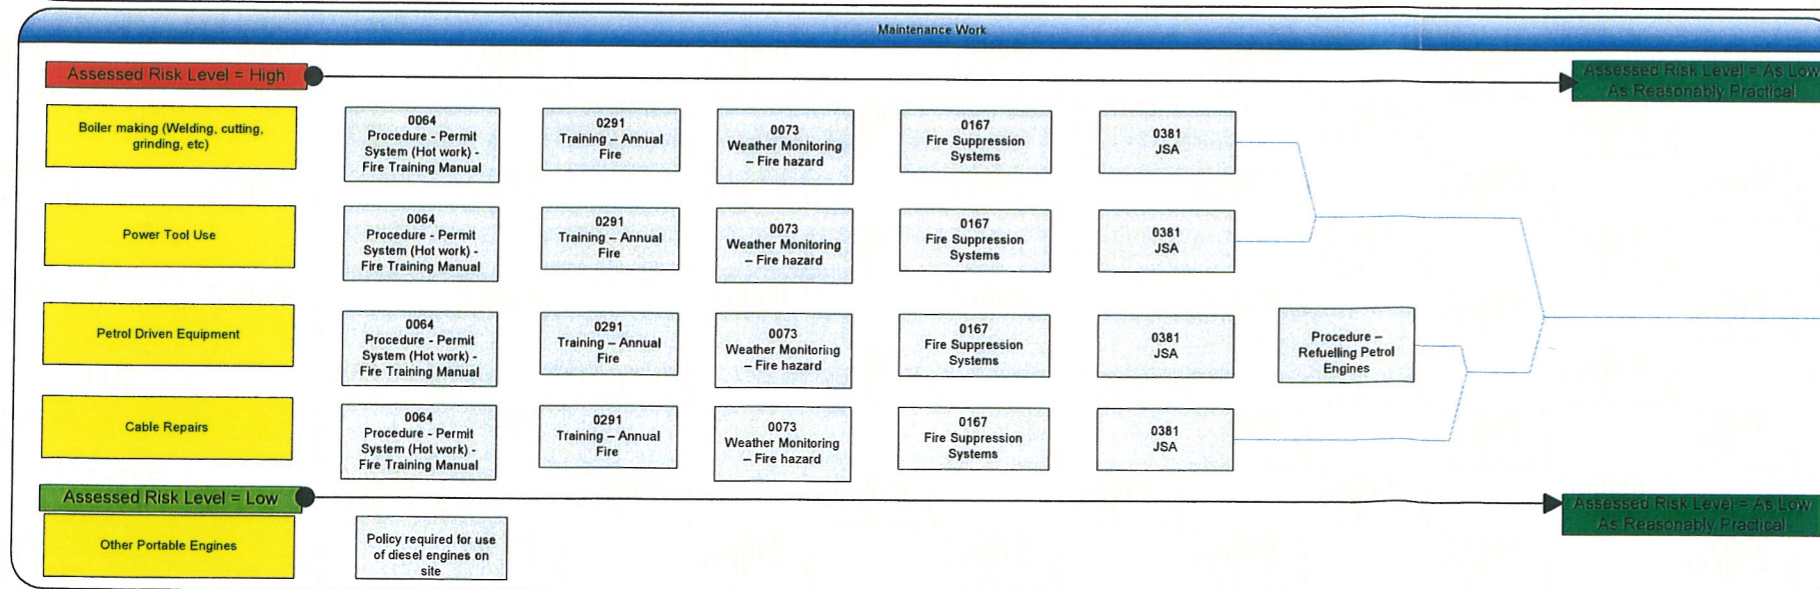 Maintenance Work
Assessed Risk Level = High
Assessed Risk Level = As Low
As Reasonably Practical
Boiler making (Welding, cutting,
grinding, etc)
0064
Procedure - Permit
System (Hot work) -
Fire Training Manual
0291
Training – Annual
Fire
0073
Weather Monitoring
– Fire hazard
0167
Fire Suppression
Systems
0381
JSA
Power Tool Use
0064
Procedure - Permit
System (Hot work) -
Fire Training Manual
0291
Training – Annual
Fire
0073
Weather Monitoring
– Fire hazard
0167
Fire Suppression
Systems
0381
JSA
Petrol Driven Equipment
0064
Procedure - Permit
System (Hot work) -
Fire Training Manual
0291
Training – Annual
Fire
0073
Weather Monitoring
– Fire hazard
0167
Fire Suppression
Systems
0381
JSA
Procedure –
Refuelling Petrol
Engines
Cable Repairs
0064
Procedure - Permit
System (Hot work) -
Fire Training Manual
0291
Training – Annual
Fire
0073
Weather Monitoring
– Fire hazard
0167
Fire Suppression
Systems
0381
JSA
Assessed Risk Level = Low
Assessed Risk Level = As Low
As Reasonably Practical
Other Portable Engines
Policy required for use
of diesel engines on
site